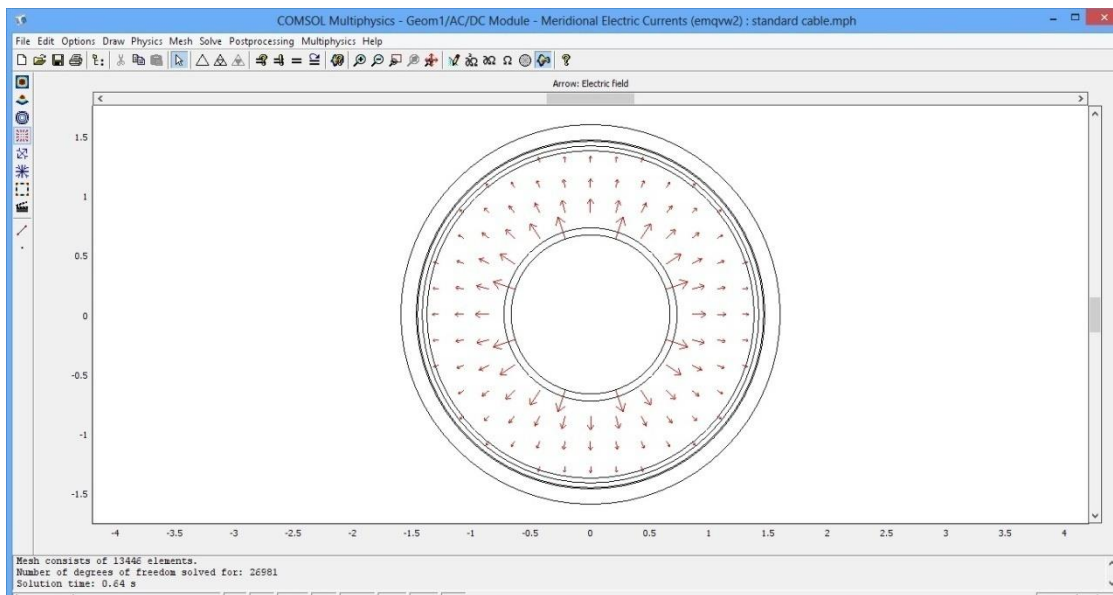 COMSOL Multiphysics - Geom1/AC/DC Module - Meridional Electric Currents (emqvw2) : standard cable.mph
File Edit Options Draw Physics Mesh Solve Postprocessing Multiphysics Help
Arrow: Electric field
1.5
1
0.5
0
-0.5
-1
-1.5
-4 -3.5 -3 -2.5 -2 -1.5 -1 -0.5 0 0.5 1 1.5 2 2.5 3 3.5 4
Mesh consists of 13446 elements.
Number of degrees of freedom solved for: 26981
Solution time: 0.64 s